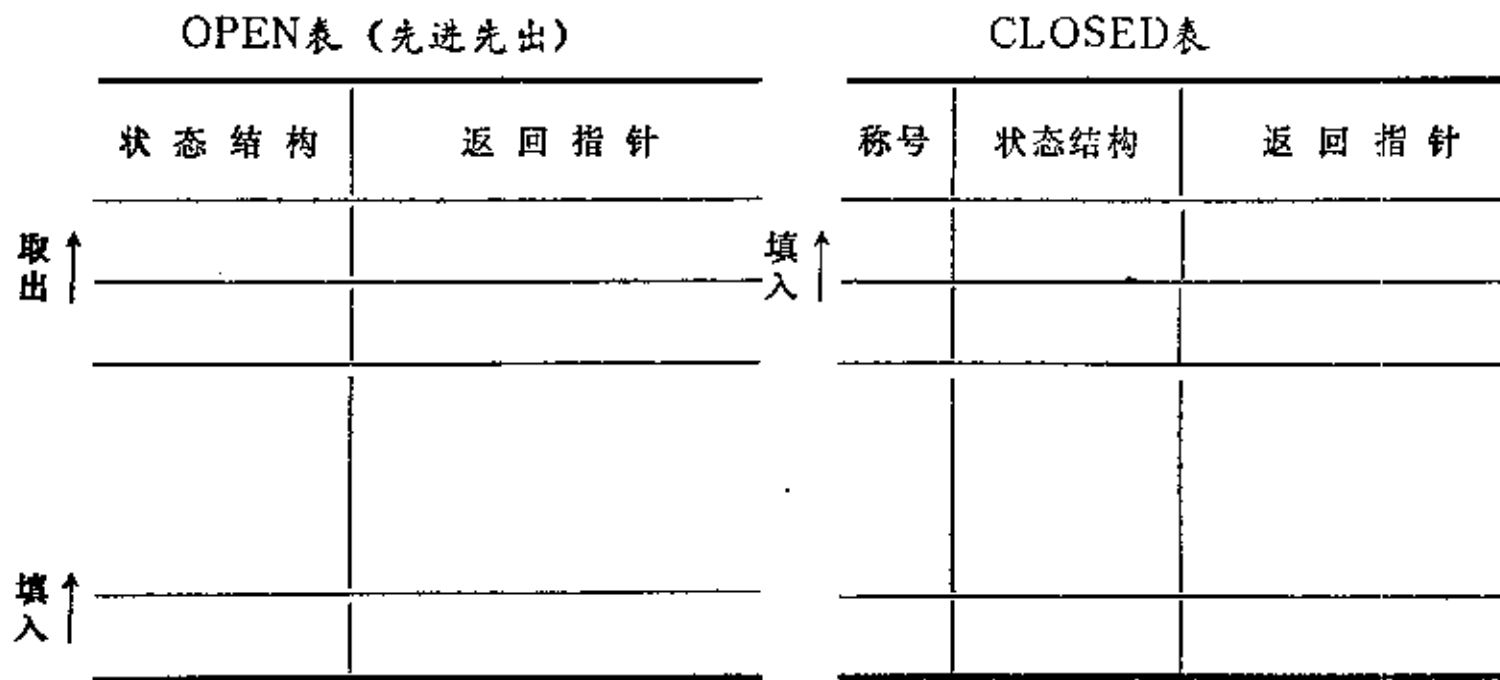 OPEN表（先进先出）
CLOSED表
状态结构 返回指针
称号 状态结构 返回指针
取出
填入
填入